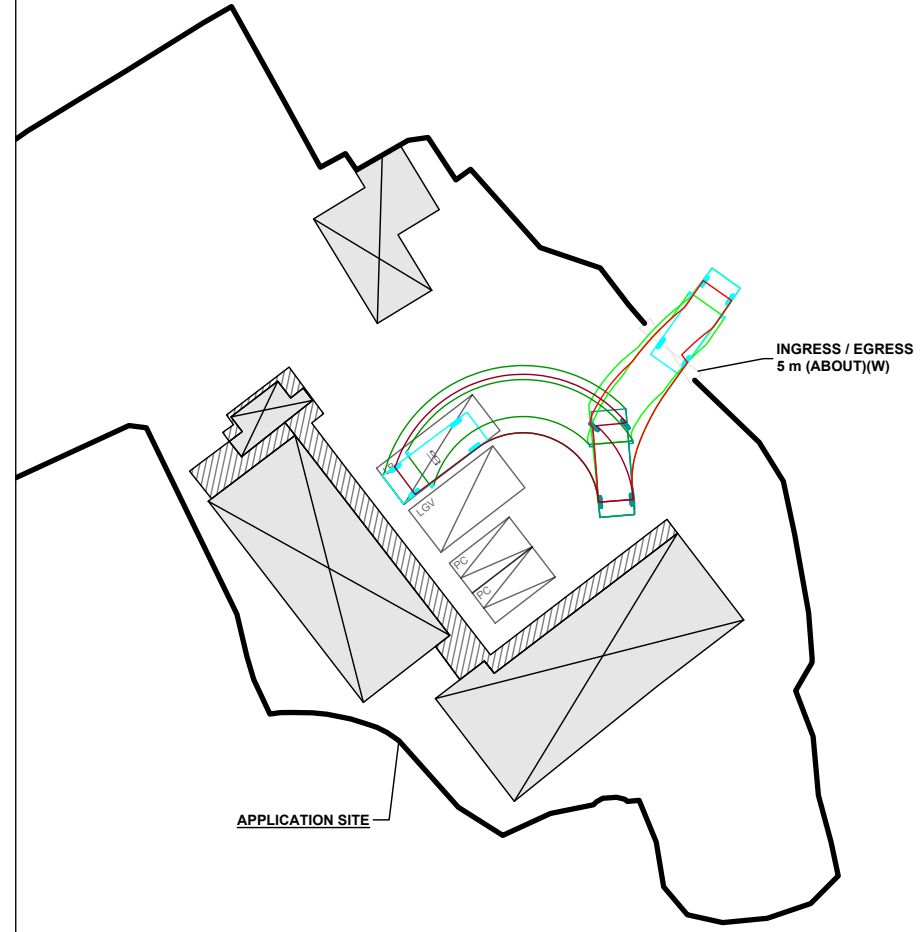 INGRESS / EGRESS
5 m (ABOUT)(W)
LGV
PC
PC
APPLICATION SITE